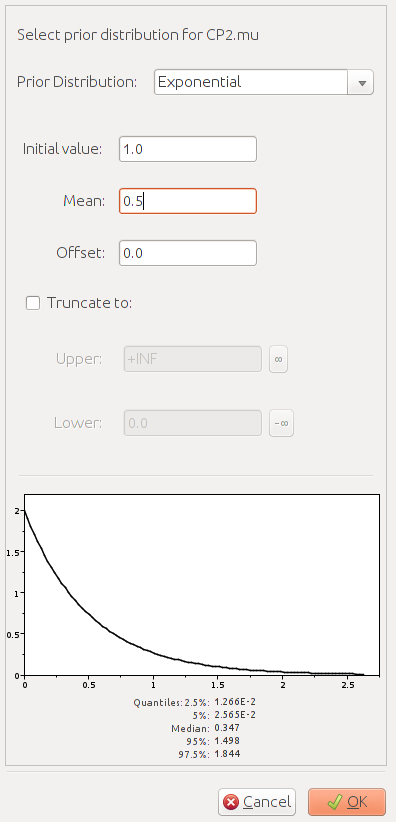 Select prior distribution for CP2.mu
Prior Distribution: Exponential
Initial value: 1.0
Mean: 0.5
Offset: 0.0
Truncate to:
Upper: +INF ∞
Lower: 0.0 -∞
2
1.5
1
0.5
0
0 0.5 1 1.5 2 2.5
Quantiles: 2.5%: 1.266E-2
5%: 2.565E-2
Median: 0.347
95%: 1.498
97.5%: 1.844
Cancel OK